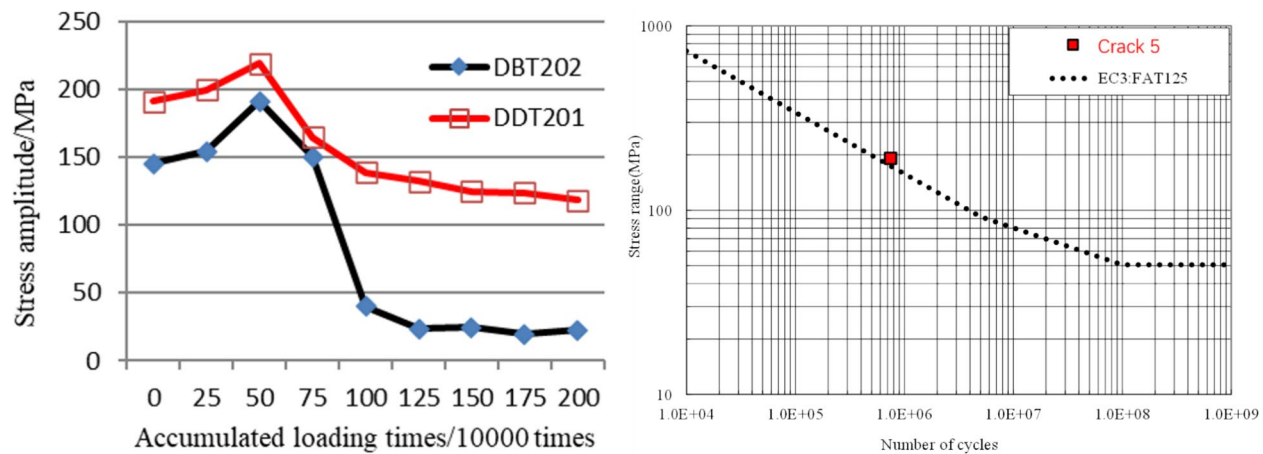 250
200
150
100
50
0
Stress amplitude/MPa
DBT202
DDT201
0 25 50 75 100 125 150 175 200
Accumulated loading times/10000 times
1000
100
10
Stress range(MPa)
Crack 5
EC3:FAT125
1.0E+04 1.0E+05 1.0E+06 1.0E+07 1.0E+08 1.0E+09
Number of cycles